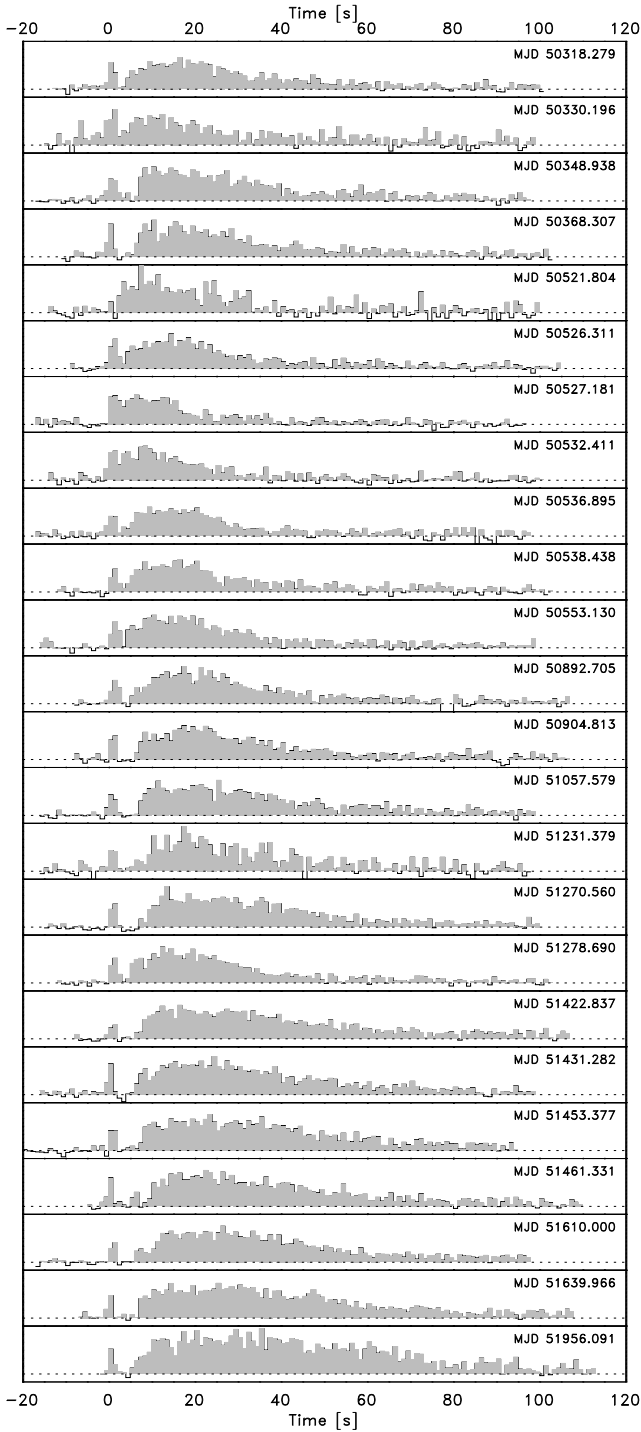 Time [s]
−20 0 20 40 60 80 100 120
MJD 50318.279
MJD 50330.196
MJD 50348.938
MJD 50368.307
MJD 50521.804
MJD 50526.311
MJD 50527.181
MJD 50532.411
MJD 50536.895
MJD 50538.438
MJD 50553.130
MJD 50892.705
MJD 50904.813
MJD 51057.579
MJD 51231.379
MJD 51270.560
MJD 51278.690
MJD 51422.837
MJD 51431.282
MJD 51453.377
MJD 51461.331
MJD 51610.000
MJD 51639.966
MJD 51956.091
−20 0 20 40 60 80 100 120
Time [s]